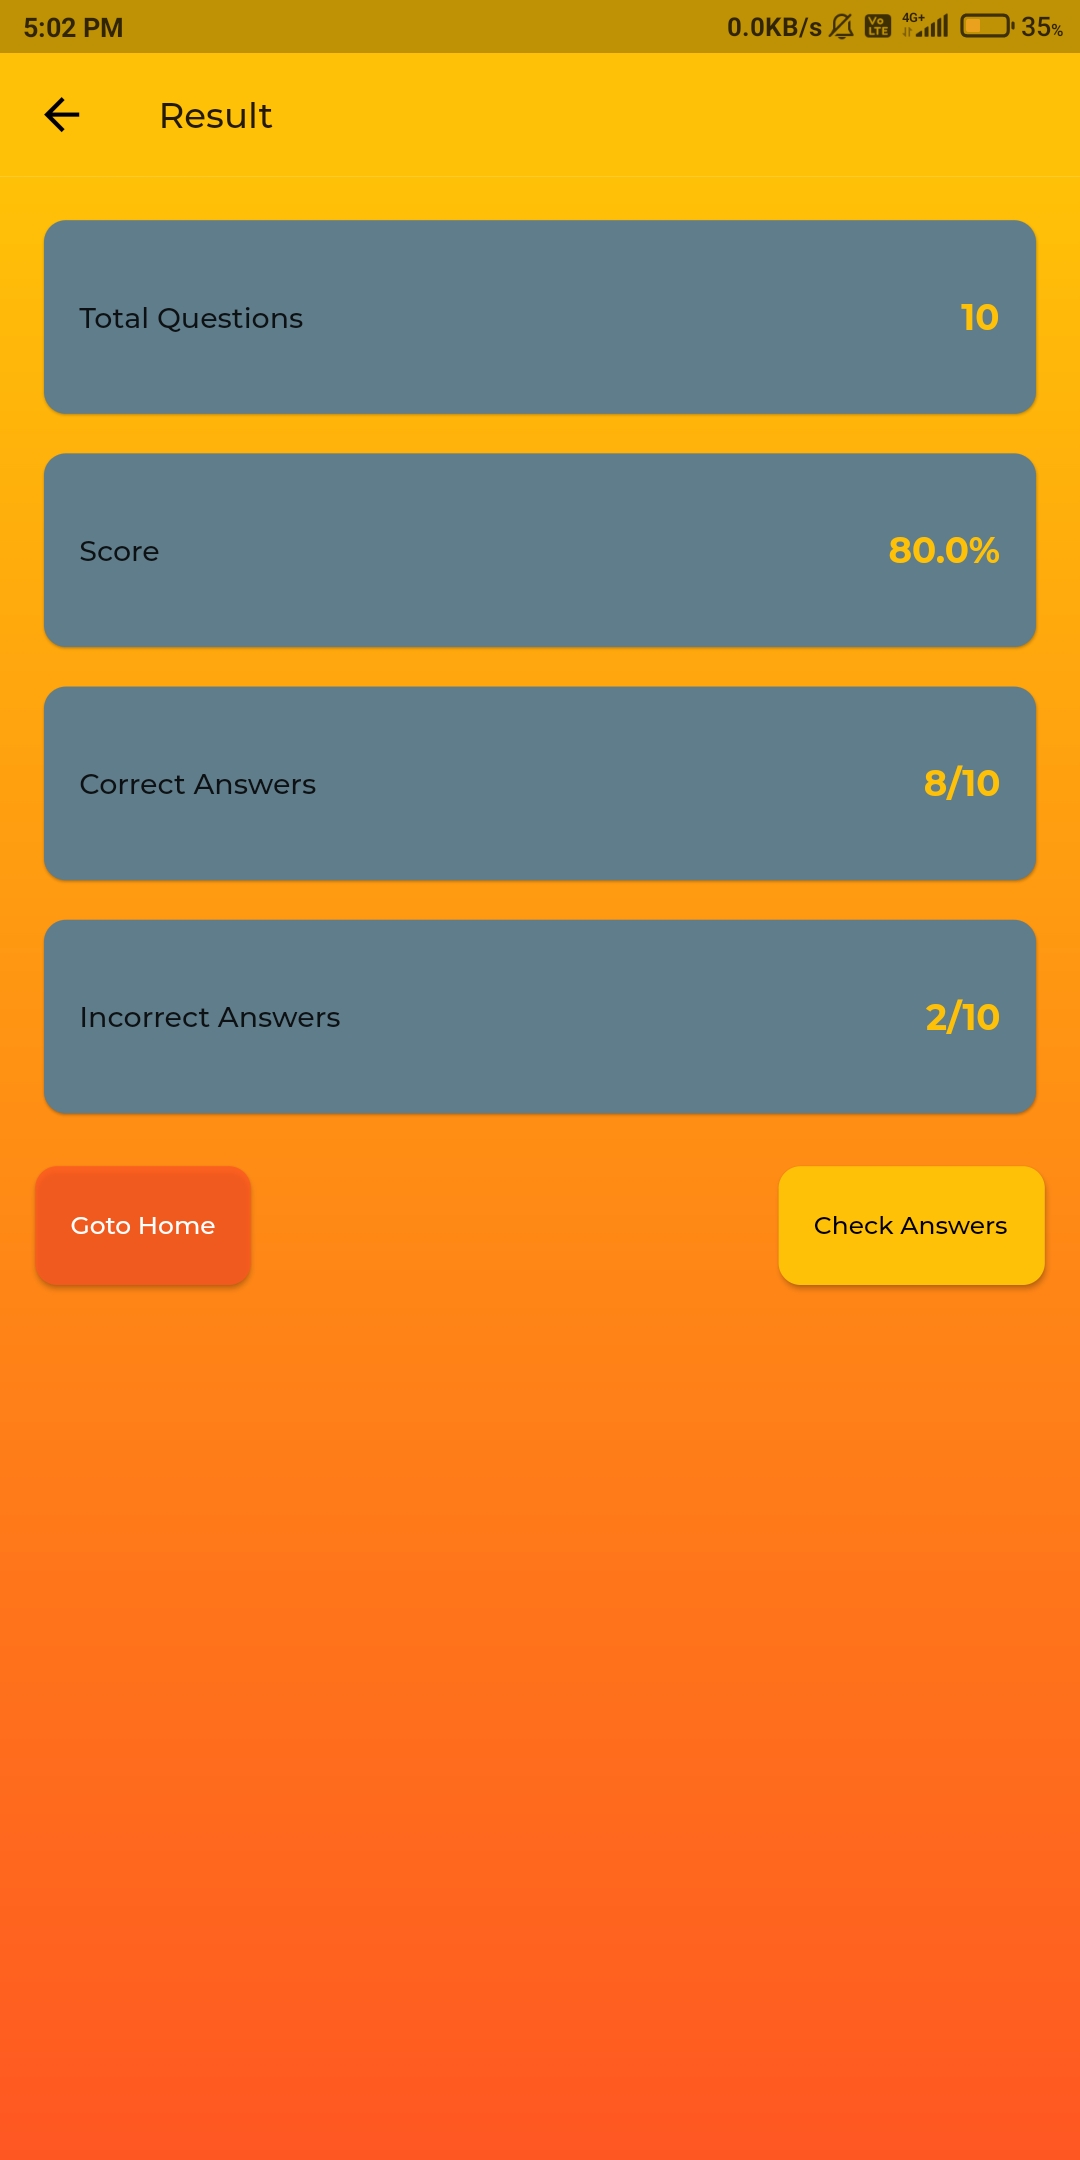 5:02 PM 0.0KB/s Vo LTE 4G+ 35%
Result
Total Questions 10
Score 80.0%
Correct Answers 8/10
Incorrect Answers 2/10
Goto Home Check Answers